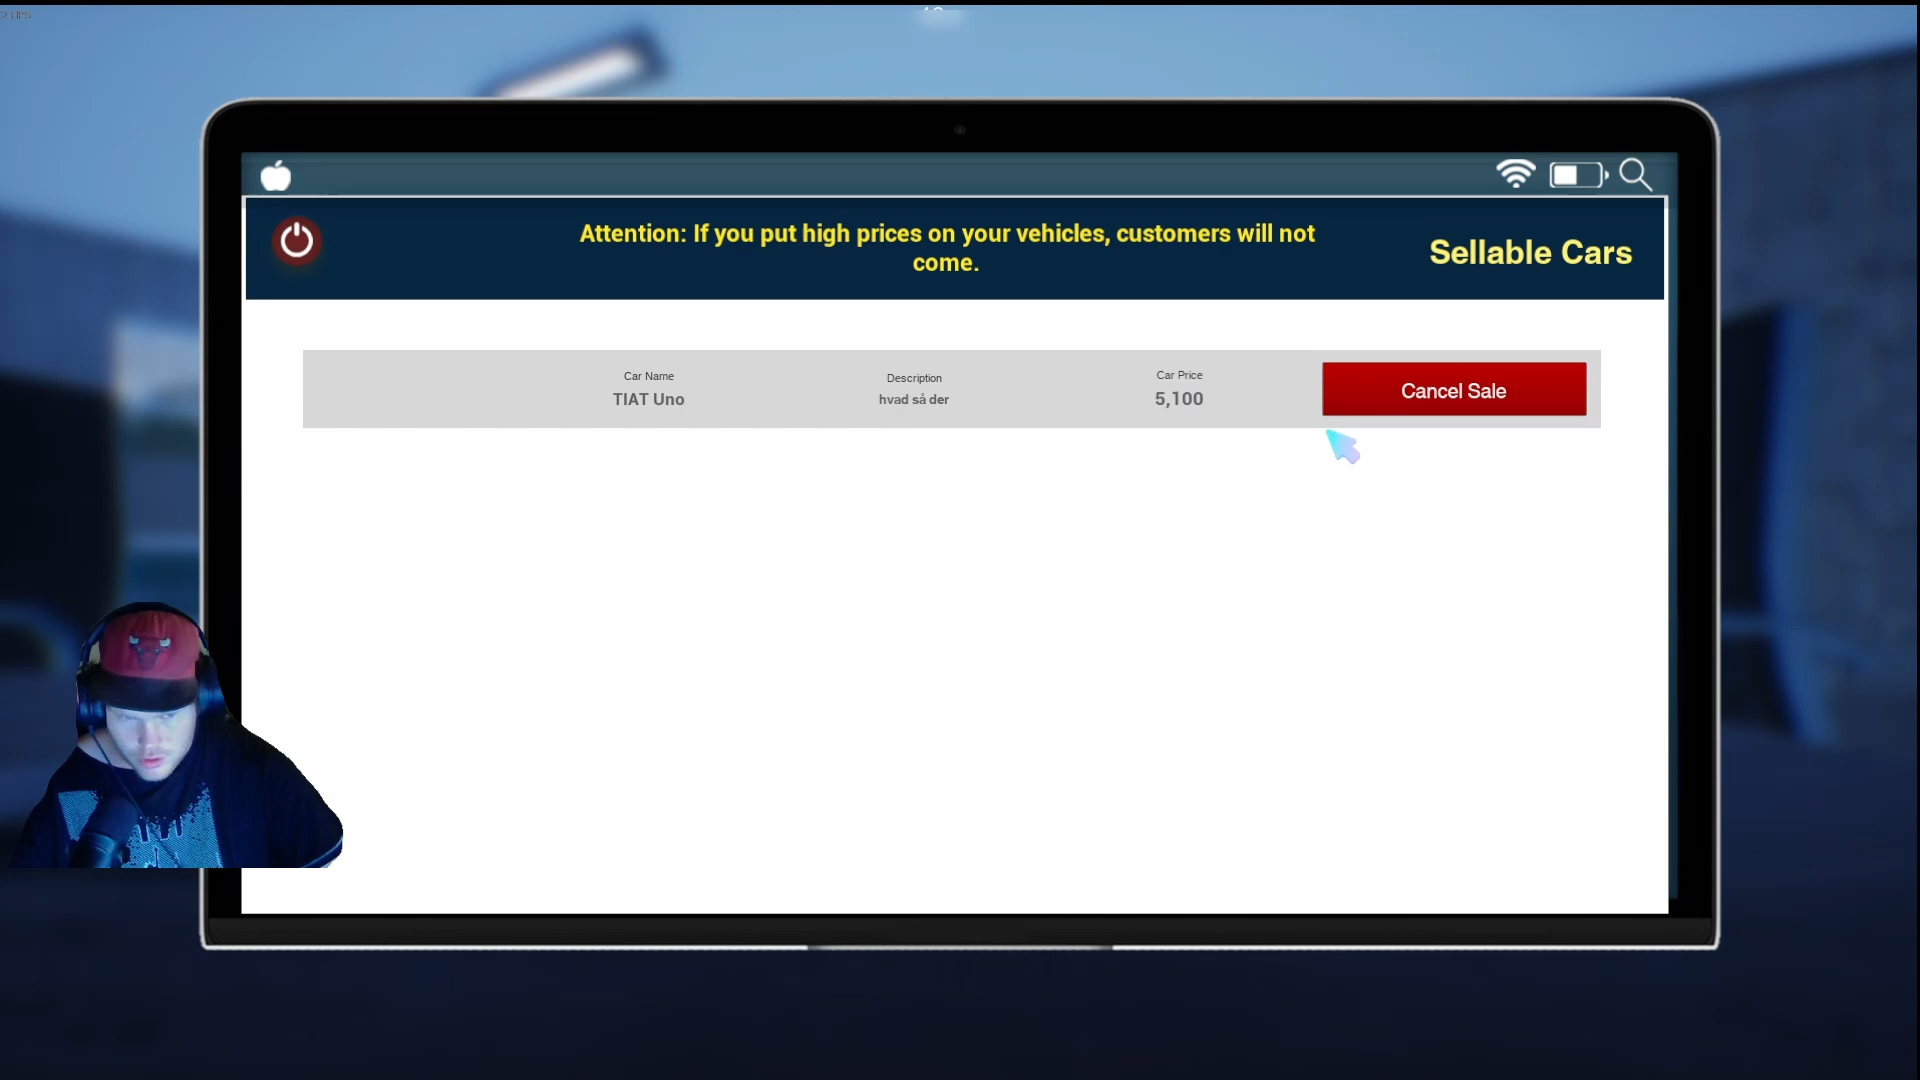 Attention: If you put high prices on your vehicles, customers will not
come.
Sellable Cars
Car Name
TIAT Uno
Description
hvad så der
Car Price
5,100
Cancel Sale